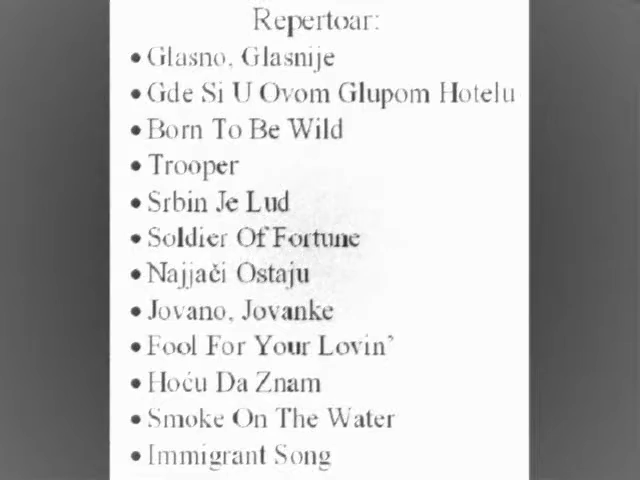 Repertoar:
• Glasno, Glasnije
• Gde Si U Ovom Glupom Hotelu
• Born To Be Wild
• Trooper
• Srbin Je Lud
• Soldier Of Fortune
• Najjači Ostaju
• Jovano, Jovanke
• Fool For Your Lovin’
• Hoću Da Znam
• Smoke On The Water
• Immigrant Song